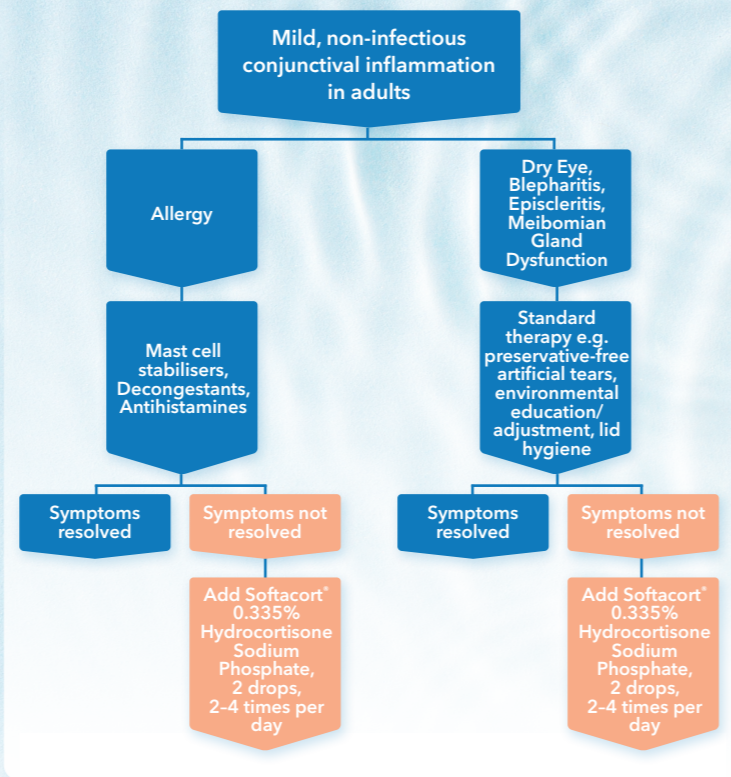 Mild, non-infectious
conjunctival inflammation
in adults
Allergy
Dry Eye,
Blepharitis,
Episcleritis,
Meibomian
Gland
Dysfunction
Mast cell
stabilisers,
Decongestants,
Antihistamines
Standard
therapy e.g.
preservative-free
artificial tears,
environmental
education/
adjustment, lid
hygiene
Symptoms
resolved
Symptoms not
resolved
Symptoms
resolved
Symptoms not
resolved
Add Softacort®
0.335%
Hydrocortisone
Sodium
Phosphate,
2 drops,
2–4 times per
day
Add Softacort®
0.335%
Hydrocortisone
Sodium
Phosphate,
2 drops,
2–4 times per
day